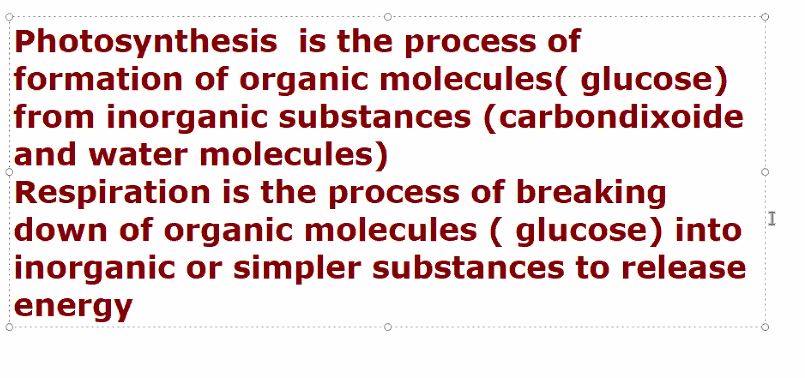 Photosynthesis  is the process of
formation of organic molecules( glucose)
from inorganic substances (carbondixoide
and water molecules)
Respiration is the process of breaking
down of organic molecules ( glucose) into
inorganic or simpler substances to release
energy